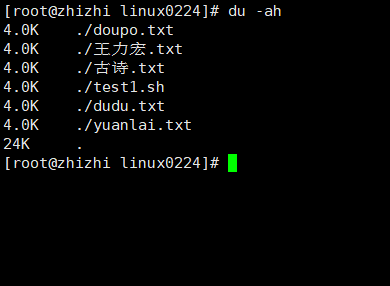 [root@zhizhi linux0224]# du -ah
4.0K    ./doupo.txt
4.0K    ./王力宏.txt
4.0K    ./古诗.txt
4.0K    ./test1.sh
4.0K    ./dudu.txt
4.0K    ./yuanlai.txt
24K     .
[root@zhizhi linux0224]#